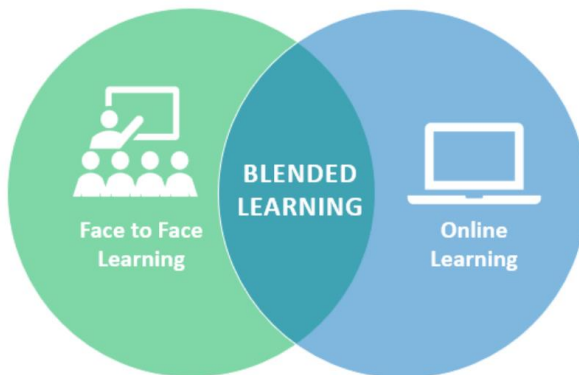 Face to Face
Learning
BLENDED
LEARNING
Online
Learning